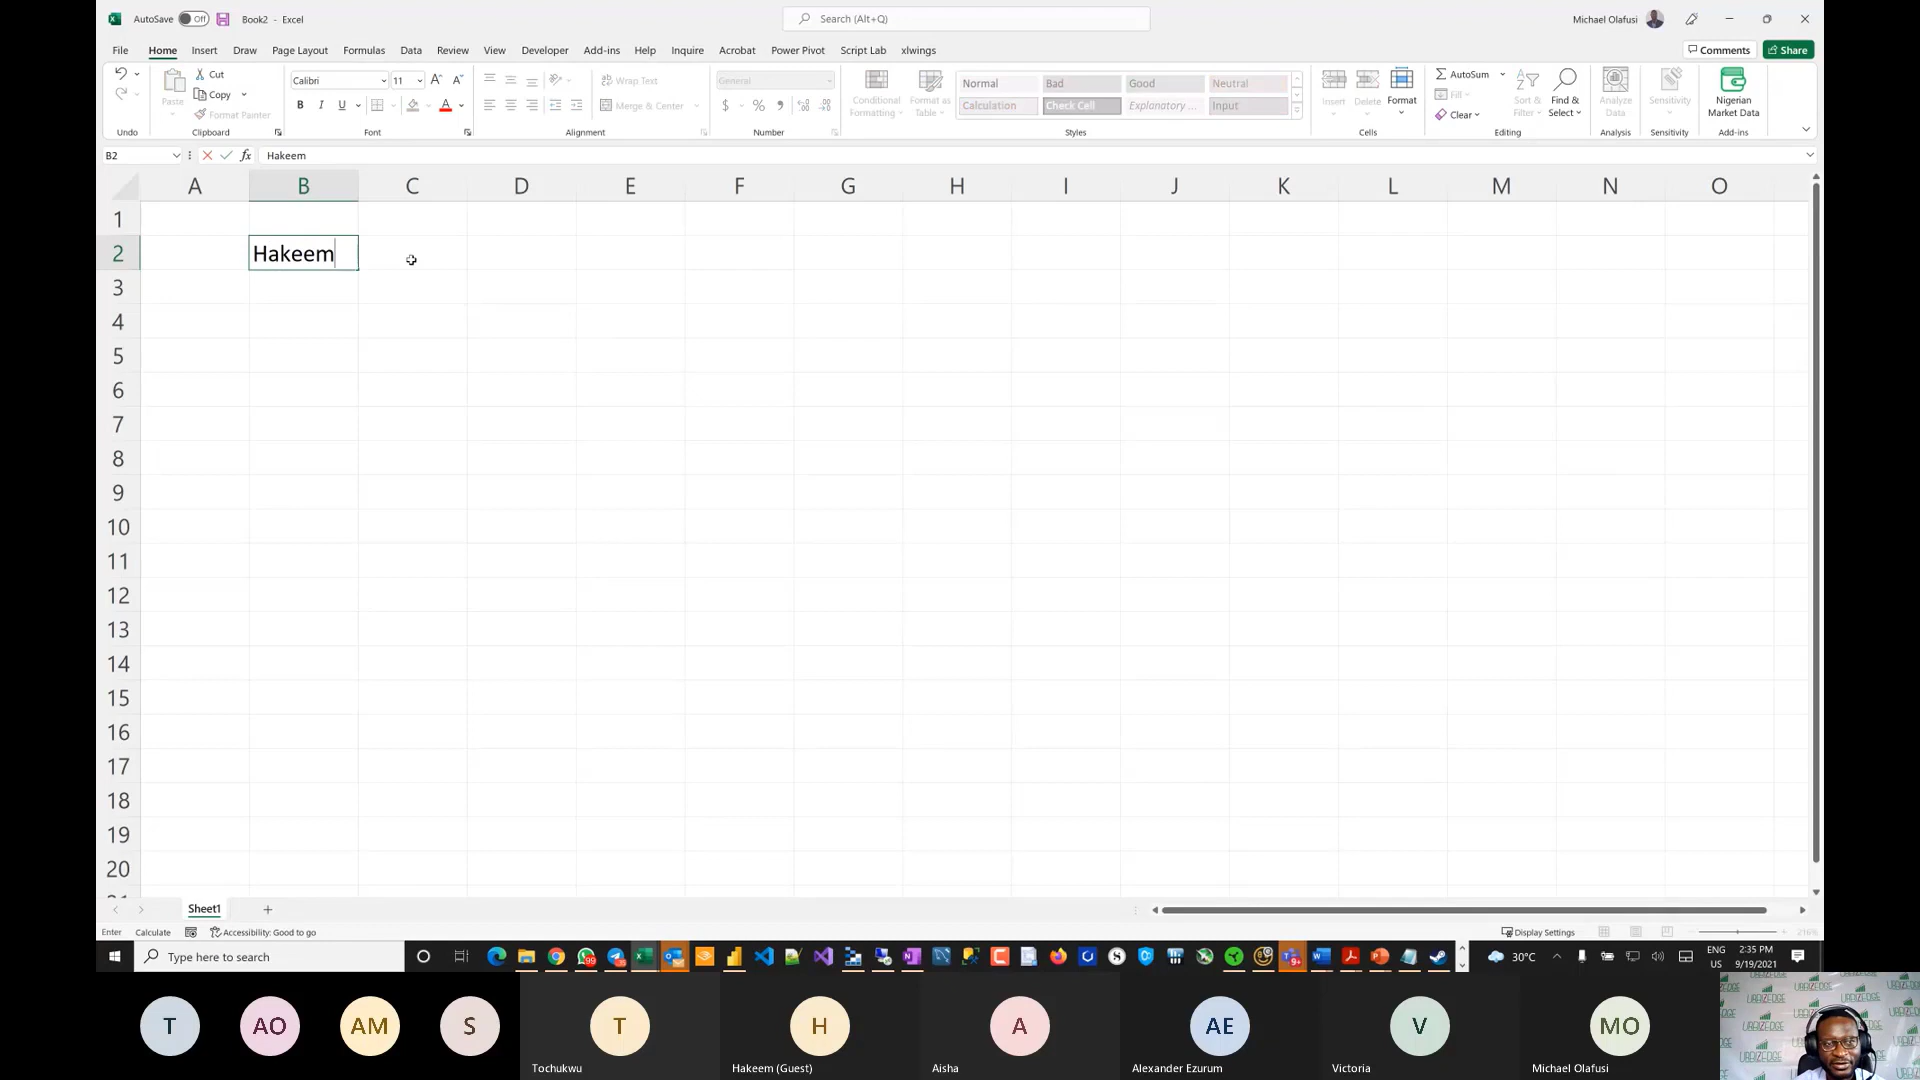 AutoSave Off Book2 - Excel Search (Alt+Q) Michael Olafusi
File Home Insert Draw Page Layout Formulas Data Review View Developer Add-ins Help Inquire Acrobat Power Pivot Script Lab xlwings Comments Share
Paste Cut Copy Format Painter
Calibri 11
B I U
Wrap Text
Merge & Center
General
$ %
Conditional Formatting
Format as Table
Normal Bad Good Neutral
Calculation Check Cell Explanatory ... Input
Insert Delete Format
AutoSum
Fill
Clear
Sort & Filter
Find & Select
Analyze Data
Sensitivity
Nigerian Market Data
Undo Clipboard Font Alignment Number Styles Cells Editing Analysis Sensitivity Add-ins
B2 fx Hakeem
A B C D E F G H I J K L M N O
1
2 Hakeem
3
4
5
6
7
8
9
10
11
12
13
14
15
16
17
18
19
20
Sheet1
Enter Calculate Accessibility: Good to go Display Settings 216%
Type here to search 30°C ENG US 2:35 PM 9/19/2021
T AO AM S T H A AE V MO
Tochukwu Hakeem (Guest) Aisha Alexander Ezurum Victoria Michael Olafusi
URBIZEDGE